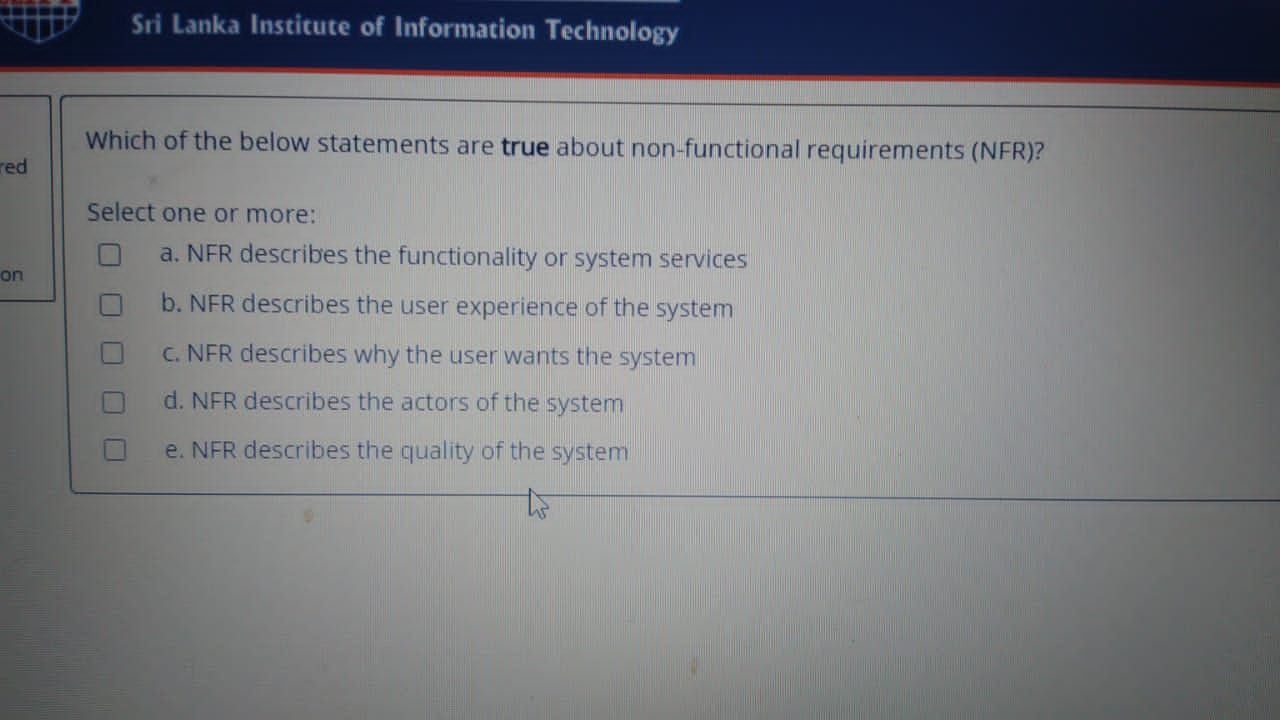 Sri Lanka Institute of Information Technology
Which of the below statements are true about non-functional requirements (NFR)?
red
Select one or more:
a. NFR describes the functionality or system services
on
b. NFR describes the user experience of the system
c. NFR describes why the user wants the system
d. NFR describes the actors of the system
e. NFR describes the quality of the system